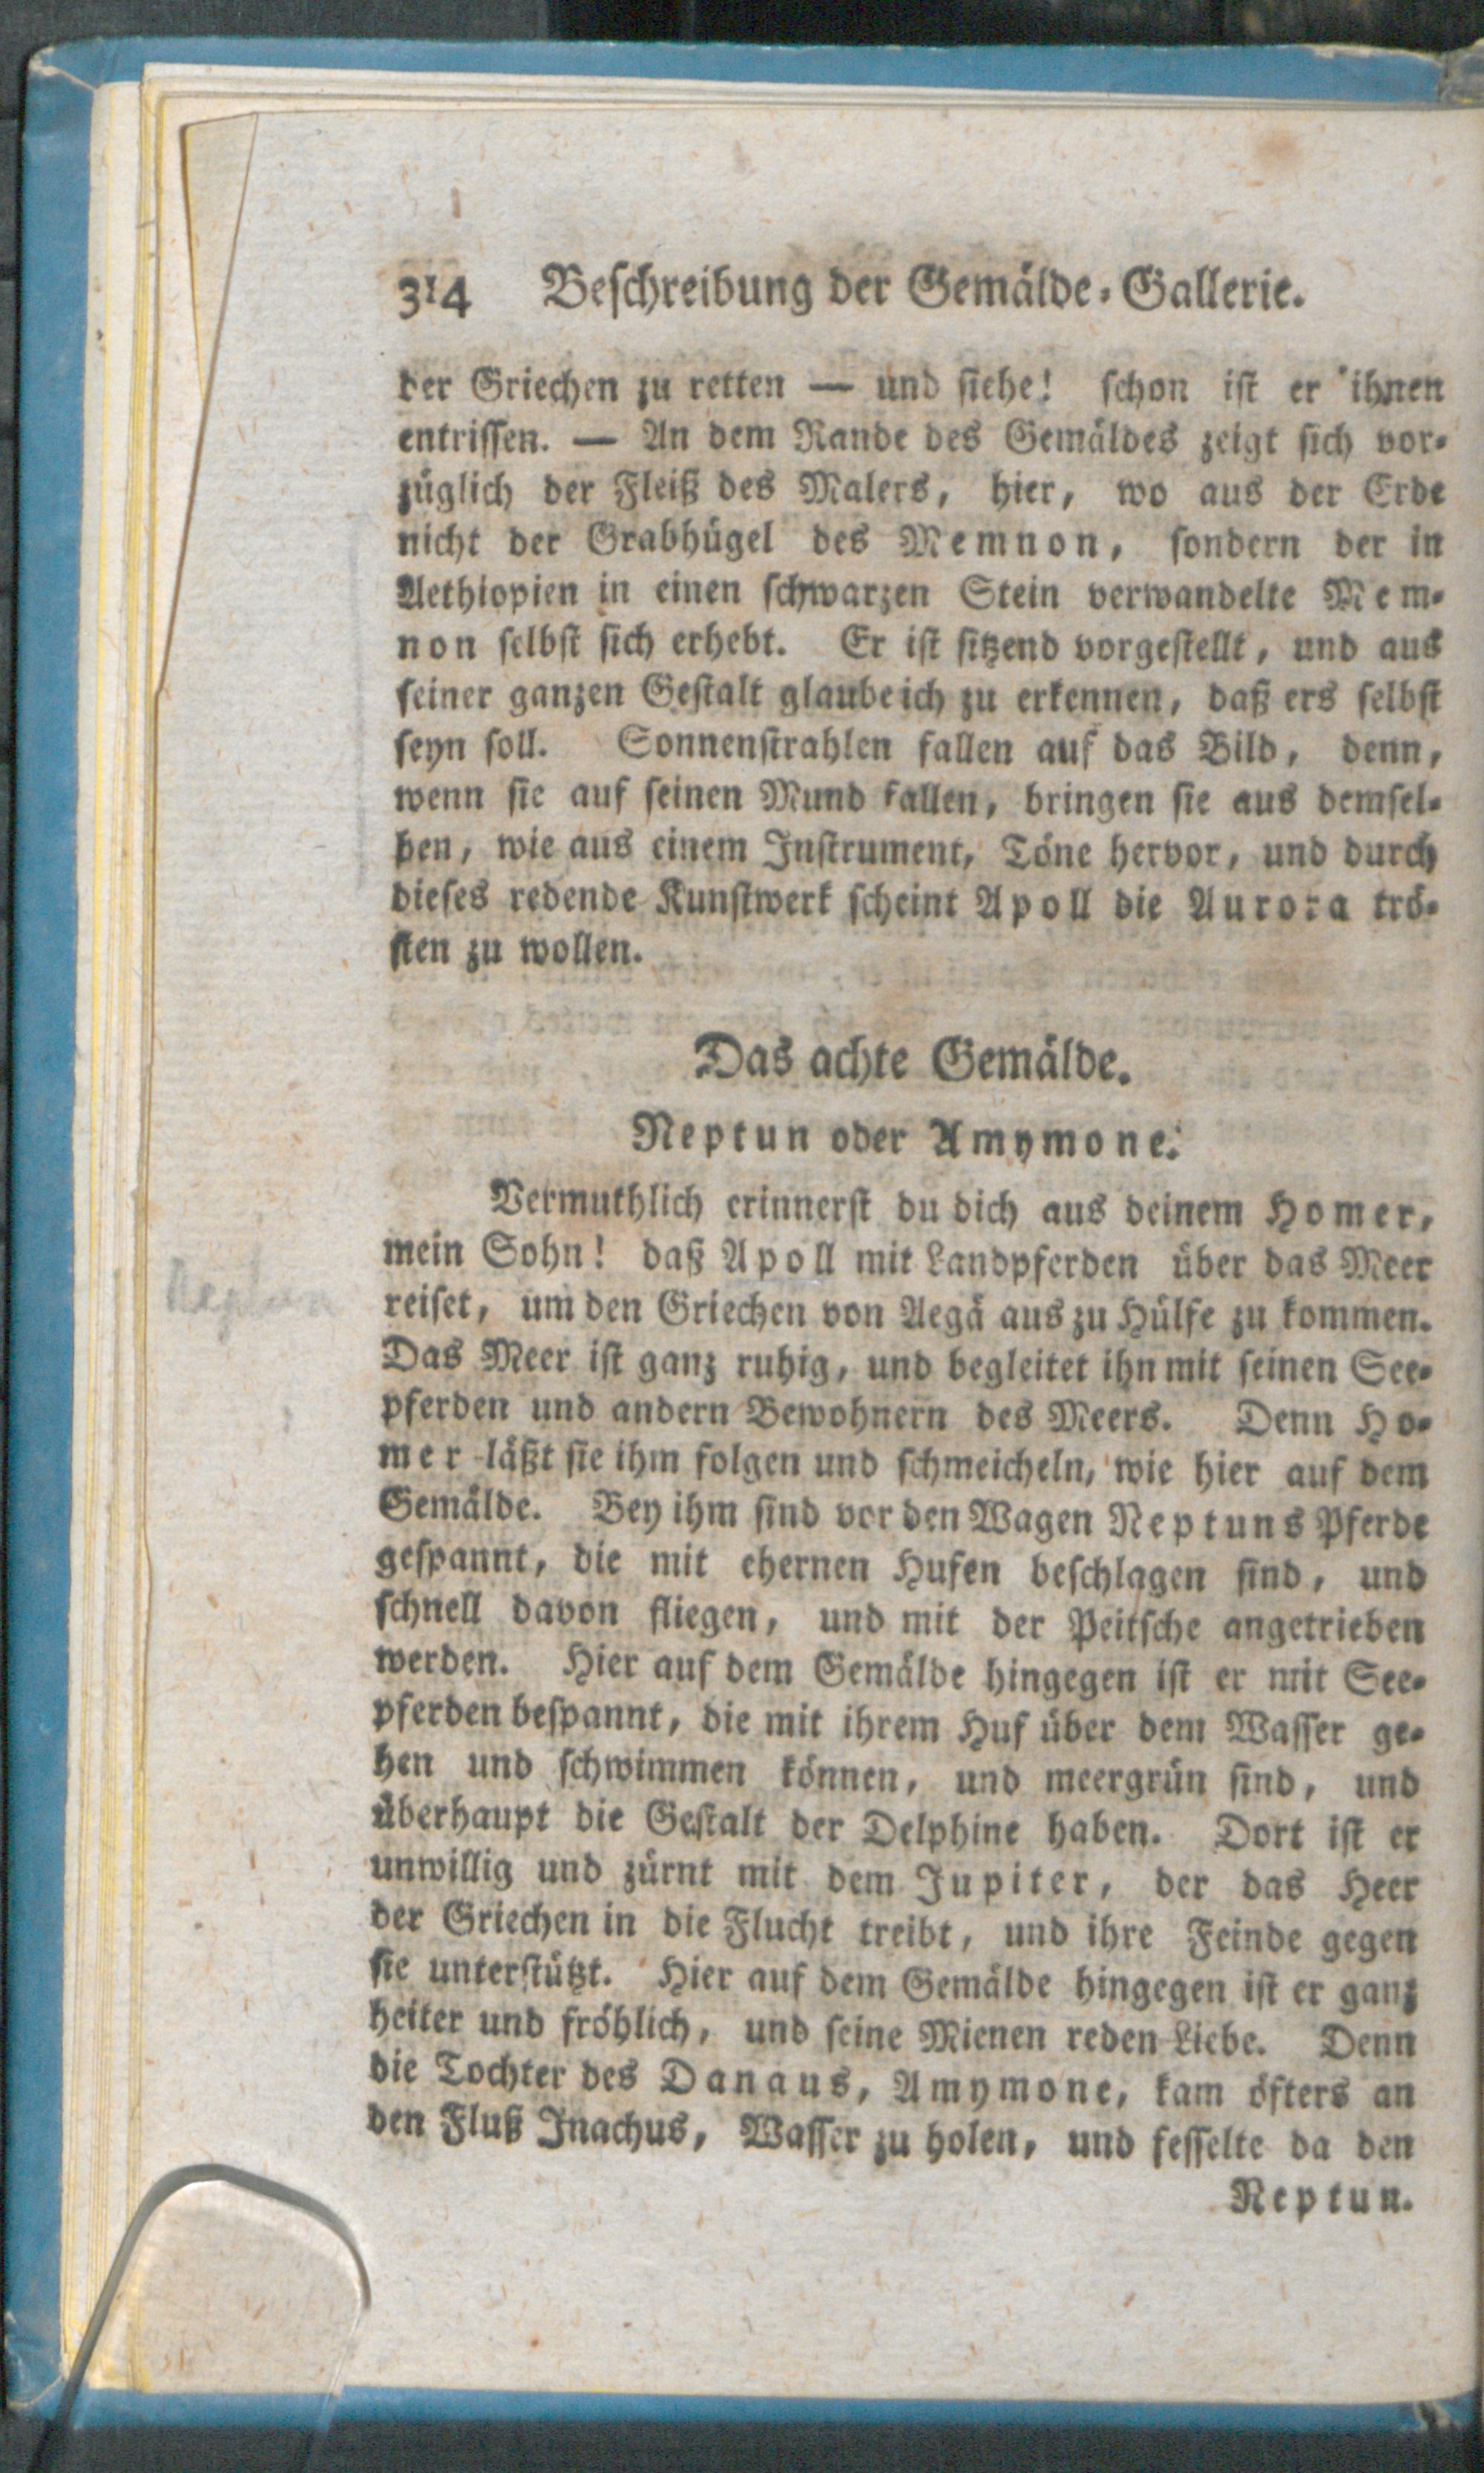 314 Beschreibung der Gemälde-Gallerie.
der Griechen zu retten — und siehe! schon ist er ihnen
entrissen. — An dem Rande des Gemäldes zeigt sich vor-
züglich der Fleiß des Malers, hier, wo aus der Erde
nicht der Grabhügel des Memnon, sondern der in
Aethiopien in einen schwarzen Stein verwandelte Mem-
non selbst sich erhebt. Er ist sitzend vorgestellt, und aus
seiner ganzen Gestalt glaube ich zu erkennen, daß ers selbst
seyn soll. Sonnenstrahlen fallen auf das Bild, denn,
wenn sie auf seinen Mund fallen, bringen sie aus demsel-
ben, wie aus einem Instrument, Töne hervor, und durch
dieses redende Kunstwerk scheint Apoll die Aurora trö-
sten zu wollen.
Das achte Gemälde.
Neptun oder Amymone.
Vermuthlich erinnerst du dich aus deinem Homer,
mein Sohn! daß Apoll mit Landpferden über das Meer
Neptun
reiset, um den Griechen von Aegä aus zu Hülfe zu kommen.
Das Meer ist ganz ruhig, und begleitet ihn mit seinen See-
pferden und andern Bewohnern des Meers. Denn Ho-
mer läßt sie ihm folgen und schmeicheln, wie hier auf dem
Gemälde. Bey ihm sind vor den Wagen Neptuns Pferde
gespannt, die mit ehernen Hufen beschlagen sind, und
schnell davon fliegen, und mit der Peitsche angetrieben
werden. Hier auf dem Gemälde hingegen ist er mit See-
pferden bespannt, die mit ihrem Huf über dem Wasser ge-
hen und schwimmen können, und meergrün sind, und
überhaupt die Gestalt der Delphine haben. Dort ist er
unwillig und zürnt mit dem Jupiter, der das Heer
der Griechen in die Flucht treibt, und ihre Feinde gegen
sie unterstützt. Hier auf dem Gemälde hingegen ist er ganz
heiter und fröhlich, und seine Mienen reden Liebe. Denn
die Tochter des Danaus, Amymone, kam öfters an
den Fluß Inachus, Wasser zu holen, und fesselte da den
Neptun.